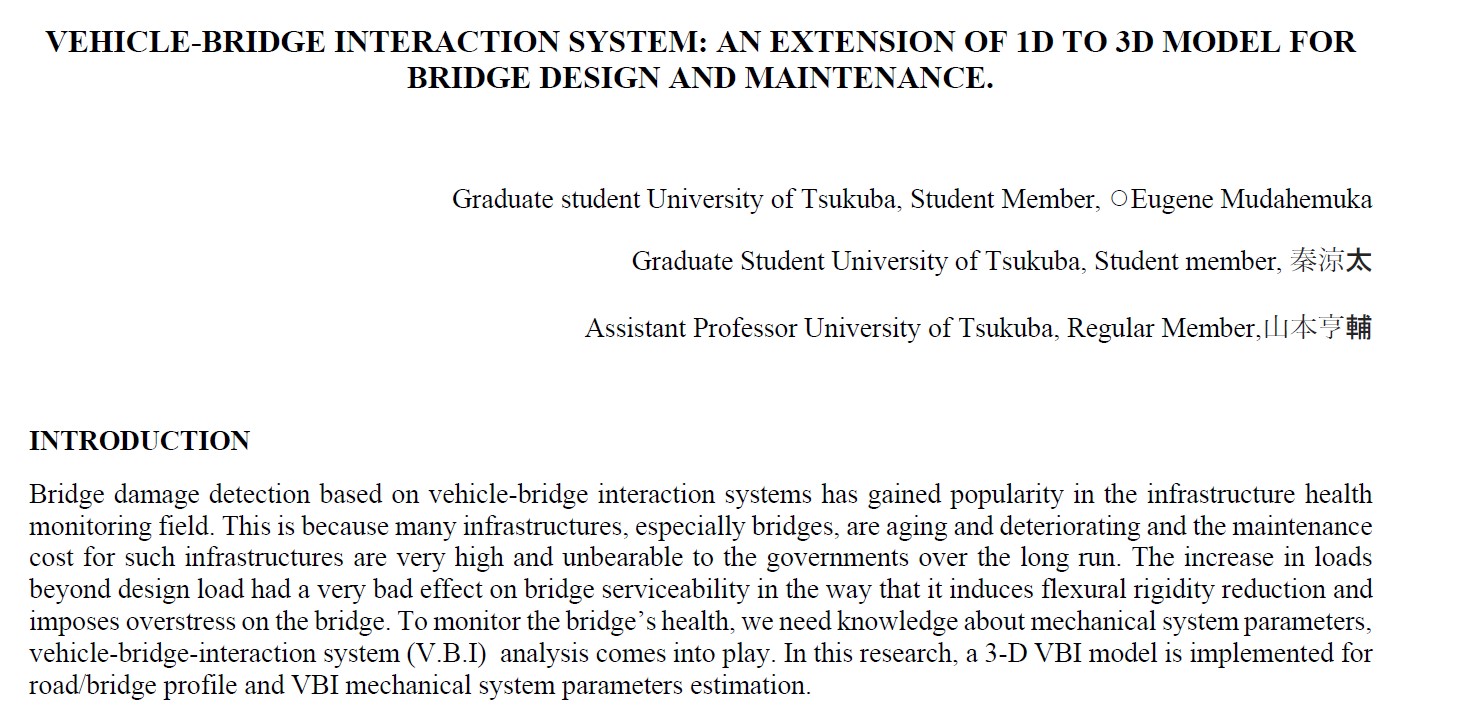 VEHICLE-BRIDGE INTERACTION SYSTEM: AN EXTENSION OF 1D TO 3D MODEL FOR
BRIDGE DESIGN AND MAINTENANCE.
Graduate student University of Tsukuba, Student Member, ○Eugene Mudahemuka
Graduate Student University of Tsukuba, Student member, 秦涼太
Assistant Professor University of Tsukuba, Regular Member,山本亨輔
INTRODUCTION
Bridge damage detection based on vehicle-bridge interaction systems has gained popularity in the infrastructure health
monitoring field. This is because many infrastructures, especially bridges, are aging and deteriorating and the maintenance
cost for such infrastructures are very high and unbearable to the governments over the long run. The increase in loads
beyond design load had a very bad effect on bridge serviceability in the way that it induces flexural rigidity reduction and
imposes overstress on the bridge. To monitor the bridge’s health, we need knowledge about mechanical system parameters,
vehicle-bridge-interaction system (V.B.I)  analysis comes into play. In this research, a 3-D VBI model is implemented for
road/bridge profile and VBI mechanical system parameters estimation.